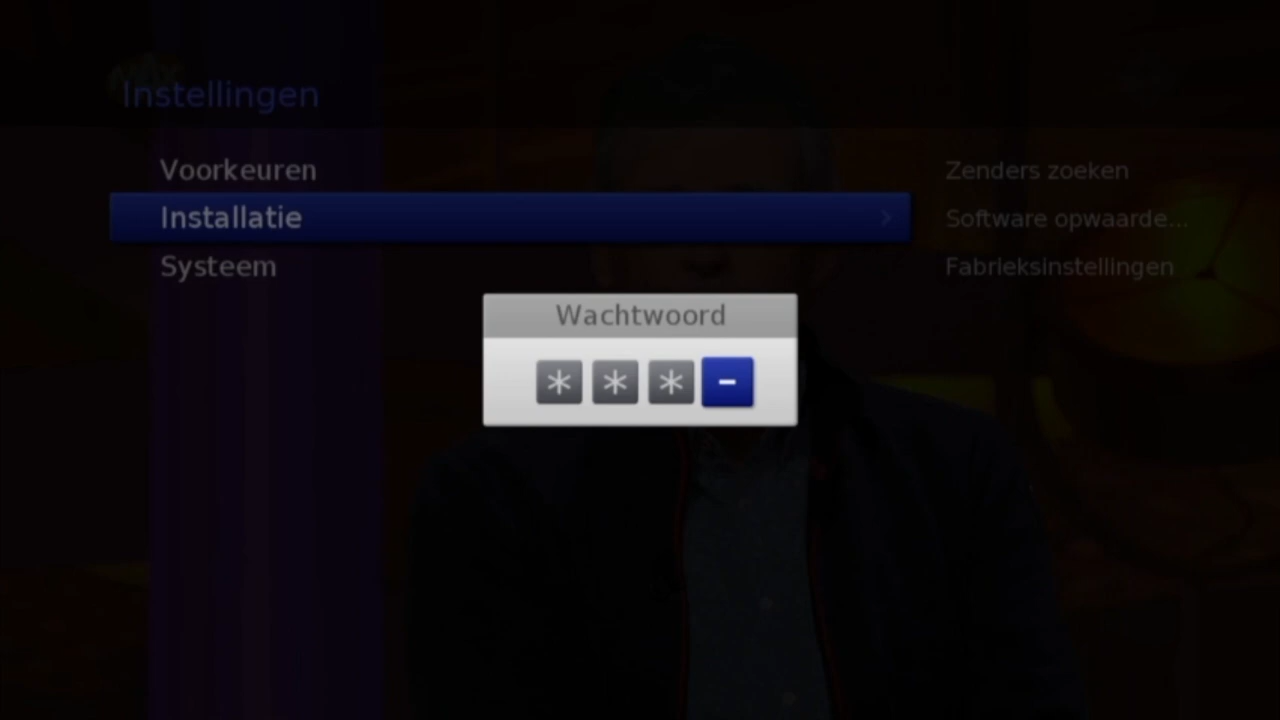 Instellingen
Voorkeuren
Installatie
Systeem
Zenders zoeken
Software opwaarde...
Fabrieksinstellingen
Wachtwoord
* * * -